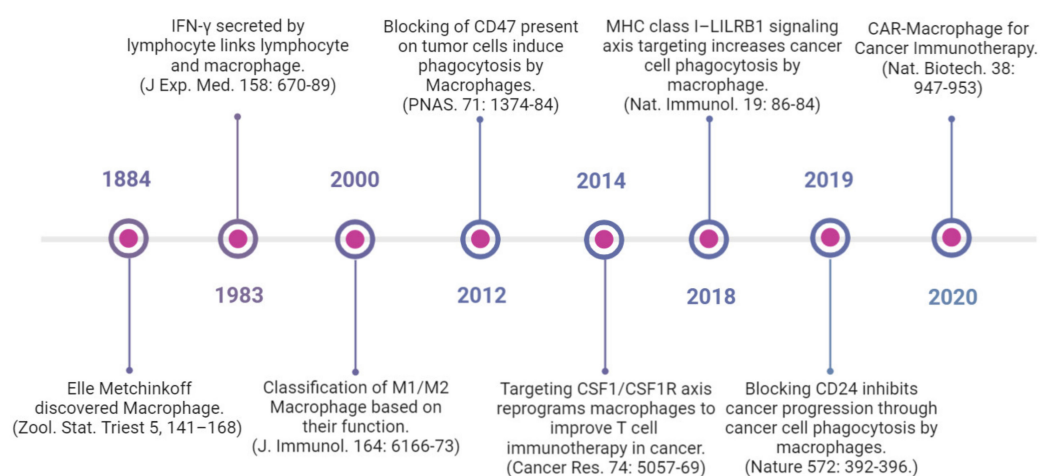 IFN-γ secreted by
lymphocyte links lymphocyte
and macrophage.
(J Exp. Med. 158: 670-89)
Blocking of CD47 present
on tumor cells induce
phagocytosis by
Macrophages.
(PNAS. 71: 1374-84)
MHC class I–LILRB1 signaling
axis targeting increases cancer
cell phagocytosis by
macrophage.
(Nat. Immunol. 19: 86-84)
CAR-Macrophage for
Cancer Immunotherapy.
(Nat. Biotech. 38:
947-953)
1884
2000
2014
2019
1983
2012
2018
2020
Elle Metchinkoff
discovered Macrophage.
(Zool. Stat. Triest 5, 141–168)
Classification of M1/M2
Macrophage based on
their function.
(J. Immunol. 164: 6166-73)
Targeting CSF1/CSF1R axis
reprograms macrophages to
improve T cell
immunotherapy in cancer.
(Cancer Res. 74: 5057-69)
Blocking CD24 inhibits
cancer progression through
cancer cell phagocytosis by
macrophages.
(Nature 572: 392-396.)